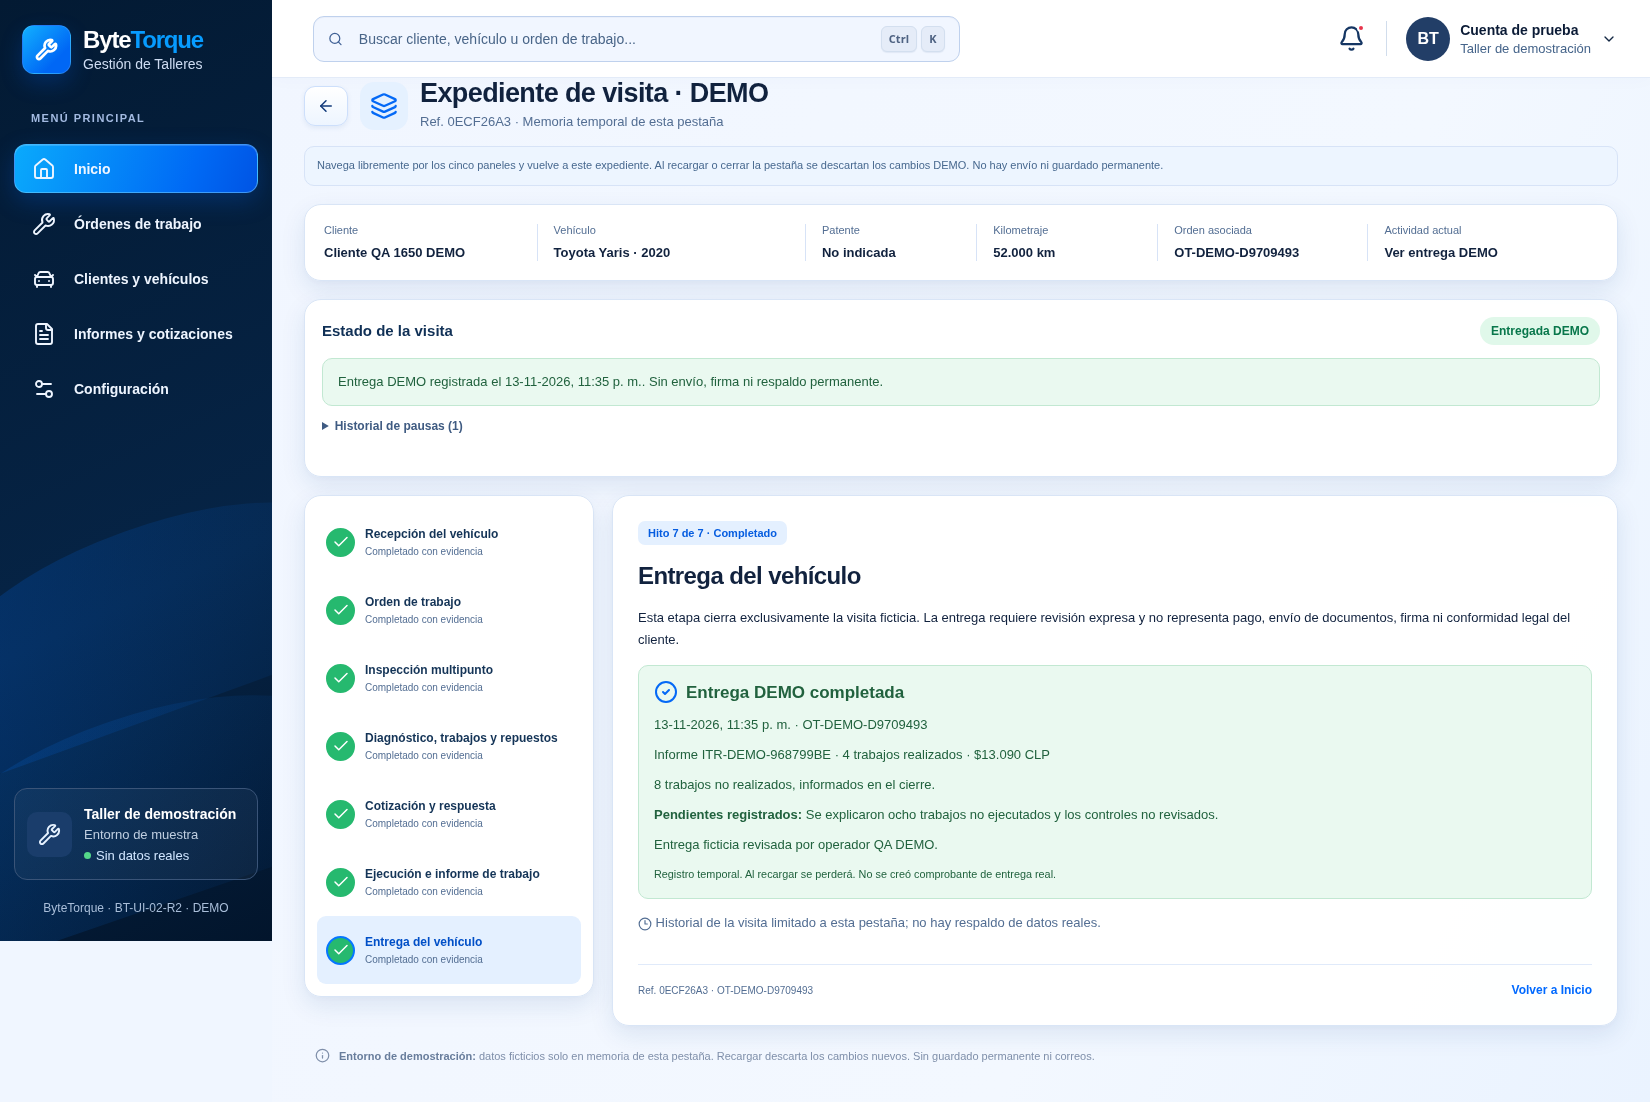 ByteTorque
Gestión de Talleres
MENÚ PRINCIPAL
Inicio
Órdenes de trabajo
Clientes y vehículos
Informes y cotizaciones
Configuración
Taller de demostración
Entorno de muestra
Sin datos reales
ByteTorque · BT-UI-02-R2 · DEMO
Buscar cliente, vehículo u orden de trabajo...
Ctrl K
BT
Cuenta de prueba
Taller de demostración
Expediente de visita · DEMO
Ref. 0ECF26A3 · Memoria temporal de esta pestaña
Navega libremente por los cinco paneles y vuelve a este expediente. Al recargar o cerrar la pestaña se descartan los cambios DEMO. No hay envío ni guardado permanente.
Cliente
Cliente QA 1650 DEMO
Vehículo
Toyota Yaris · 2020
Patente
No indicada
Kilometraje
52.000 km
Orden asociada
OT-DEMO-D9709493
Actividad actual
Ver entrega DEMO
Estado de la visita
Entregada DEMO
Entrega DEMO registrada el 13-11-2026, 11:35 p. m.. Sin envío, firma ni respaldo permanente.
Historial de pausas (1)
Recepción del vehículo
Completado con evidencia
Orden de trabajo
Completado con evidencia
Inspección multipunto
Completado con evidencia
Diagnóstico, trabajos y repuestos
Completado con evidencia
Cotización y respuesta
Completado con evidencia
Ejecución e informe de trabajo
Completado con evidencia
Entrega del vehículo
Completado con evidencia
Hito 7 de 7 · Completado
Entrega del vehículo
Esta etapa cierra exclusivamente la visita ficticia. La entrega requiere revisión expresa y no representa pago, envío de documentos, firma ni conformidad legal del
cliente.
Entrega DEMO completada
13-11-2026, 11:35 p. m. · OT-DEMO-D9709493
Informe ITR-DEMO-968799BE · 4 trabajos realizados · $13.090 CLP
8 trabajos no realizados, informados en el cierre.
Pendientes registrados: Se explicaron ocho trabajos no ejecutados y los controles no revisados.
Entrega ficticia revisada por operador QA DEMO.
Registro temporal. Al recargar se perderá. No se creó comprobante de entrega real.
Historial de la visita limitado a esta pestaña; no hay respaldo de datos reales.
Ref. 0ECF26A3 · OT-DEMO-D9709493
Volver a Inicio
Entorno de demostración: datos ficticios solo en memoria de esta pestaña. Recargar descarta los cambios nuevos. Sin guardado permanente ni correos.